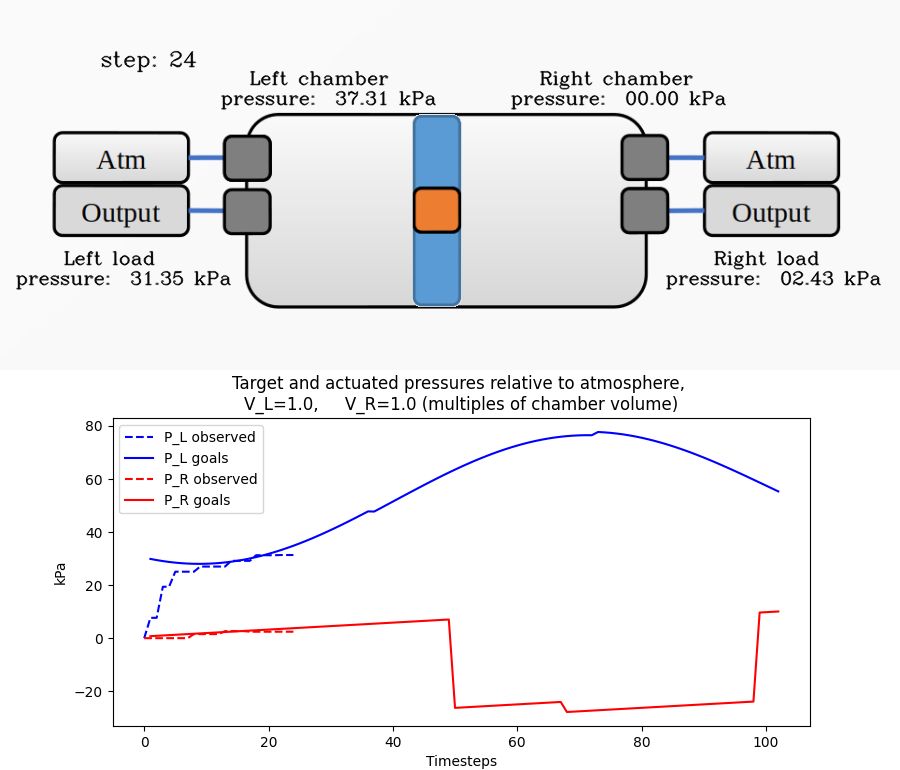 step: 24
Left chamber
pressure: 37.31 kPa
Right chamber
pressure: 00.00 kPa
Atm
Output
Atm
Output
Left load
pressure: 31.35 kPa
Right load
pressure: 02.43 kPa
Target and actuated pressures relative to atmosphere,
V_L=1.0, V_R=1.0 (multiples of chamber volume)
P_L observed
P_L goals
P_R observed
P_R goals
80
60
40
20
0
−20
kPa
0 20 40 60 80 100
Timesteps